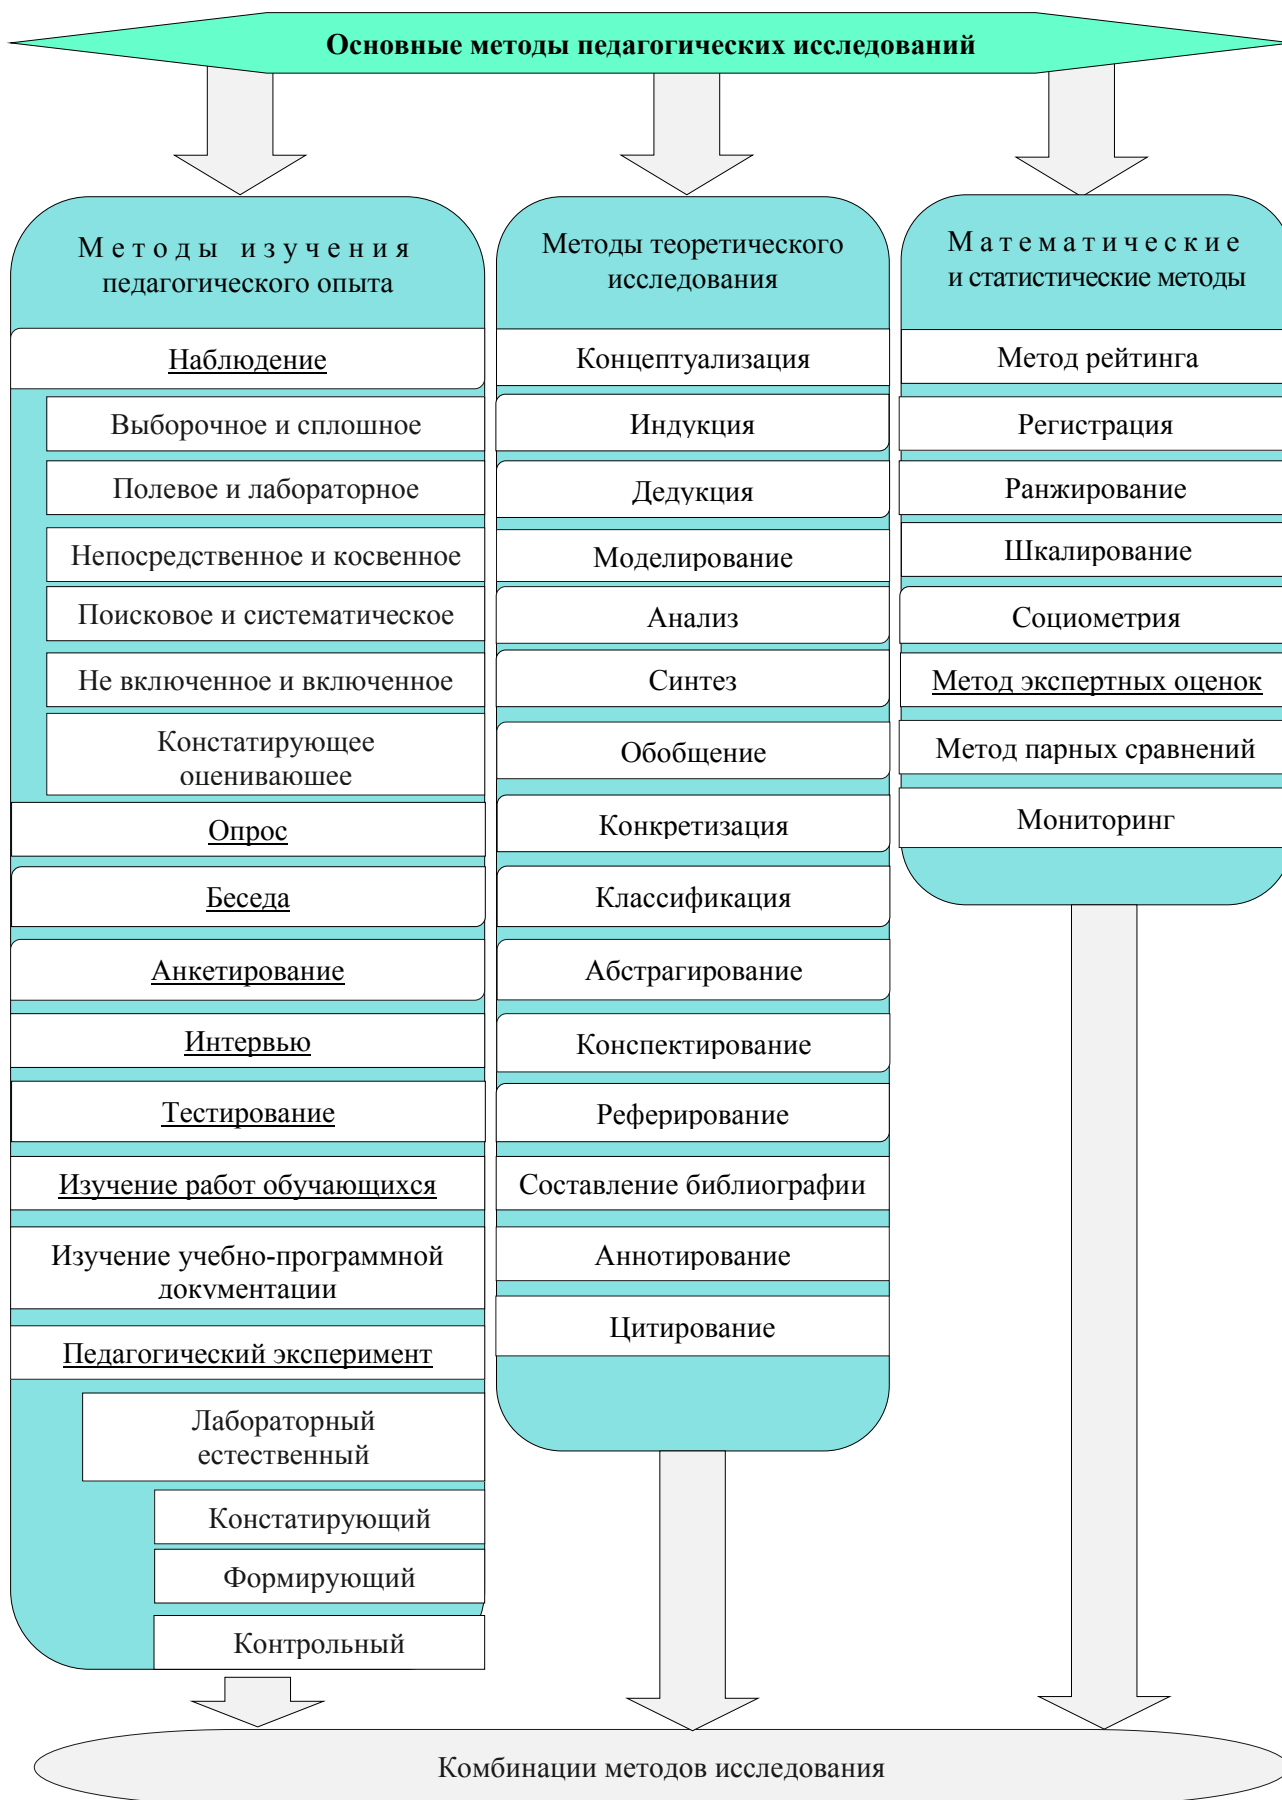 Основные методы педагогических исследований
Методы изучения
педагогического опыта
Наблюдение
Выборочное и сплошное
Полевое и лабораторное
Непосредственное и косвенное
Поисковое и систематическое
Не включенное и включенное
Констатирующее
оценивающее
Опрос
Беседа
Анкетирование
Интервью
Тестирование
Изучение работ обучающихся
Изучение учебно-программной
документации
Педагогический эксперимент
Лабораторный
естественный
Констатирующий
Формирующий
Контрольный
Методы теоретического
исследования
Концептуализация
Индукция
Дедукция
Моделирование
Анализ
Синтез
Обобщение
Конкретизация
Классификация
Абстрагирование
Конспектирование
Реферирование
Составление библиографии
Аннотирование
Цитирование
Математические
и статистические методы
Метод рейтинга
Регистрация
Ранжирование
Шкалирование
Социометрия
Метод экспертных оценок
Метод парных сравнений
Мониторинг
Комбинации методов исследования